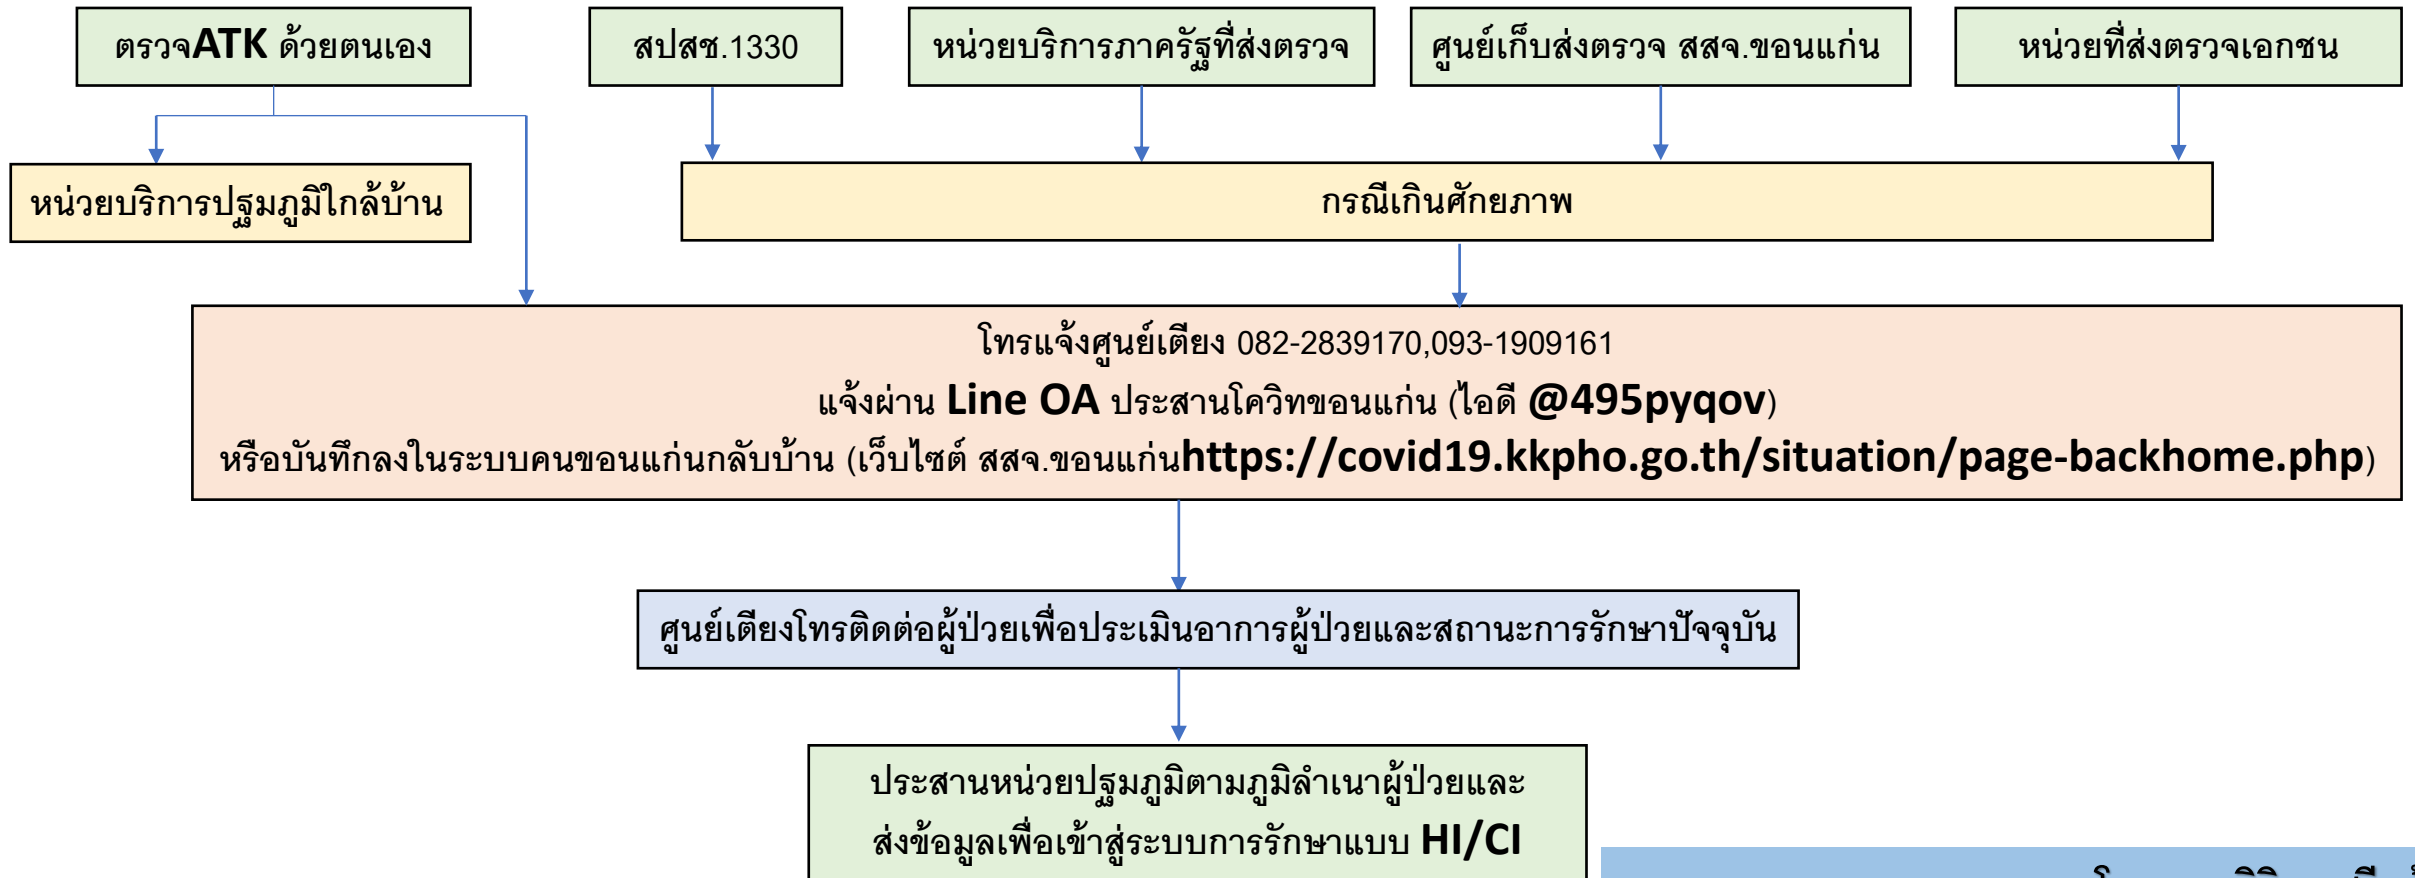 ตรวจATK ด้วยตนเอง
สปสช.1330
หน่วยบริการภาครัฐที่ส่งตรวจ
ศูนย์เก็บส่งตรวจ สสจ.ขอนแก่น
หน่วยที่ส่งตรวจเอกชน
หน่วยบริการปฐมภูมิใกล้บ้าน
กรณีเกินศักยภาพ
โทรแจ้งศูนย์เตียง 082-2839170,093-1909161
แจ้งผ่าน Line OA ประสานโควิทขอนแก่น (ไอดี @495pyqov)
หรือบันทึกลงในระบบคนขอนแก่นกลับบ้าน (เว็บไซต์ สสจ.ขอนแก่นhttps://covid19.kkpho.go.th/situation/page-backhome.php)
ศูนย์เตียงโทรติดต่อผู้ป่วยเพื่อประเมินอาการผู้ป่วยและสถานะการรักษาปัจจุบัน
ประสานหน่วยปฐมภูมิตามภูมิลำเนาผู้ป่วยและ
ส่งข้อมูลเพื่อเข้าสู่ระบบการรักษาแบบ HI/CI